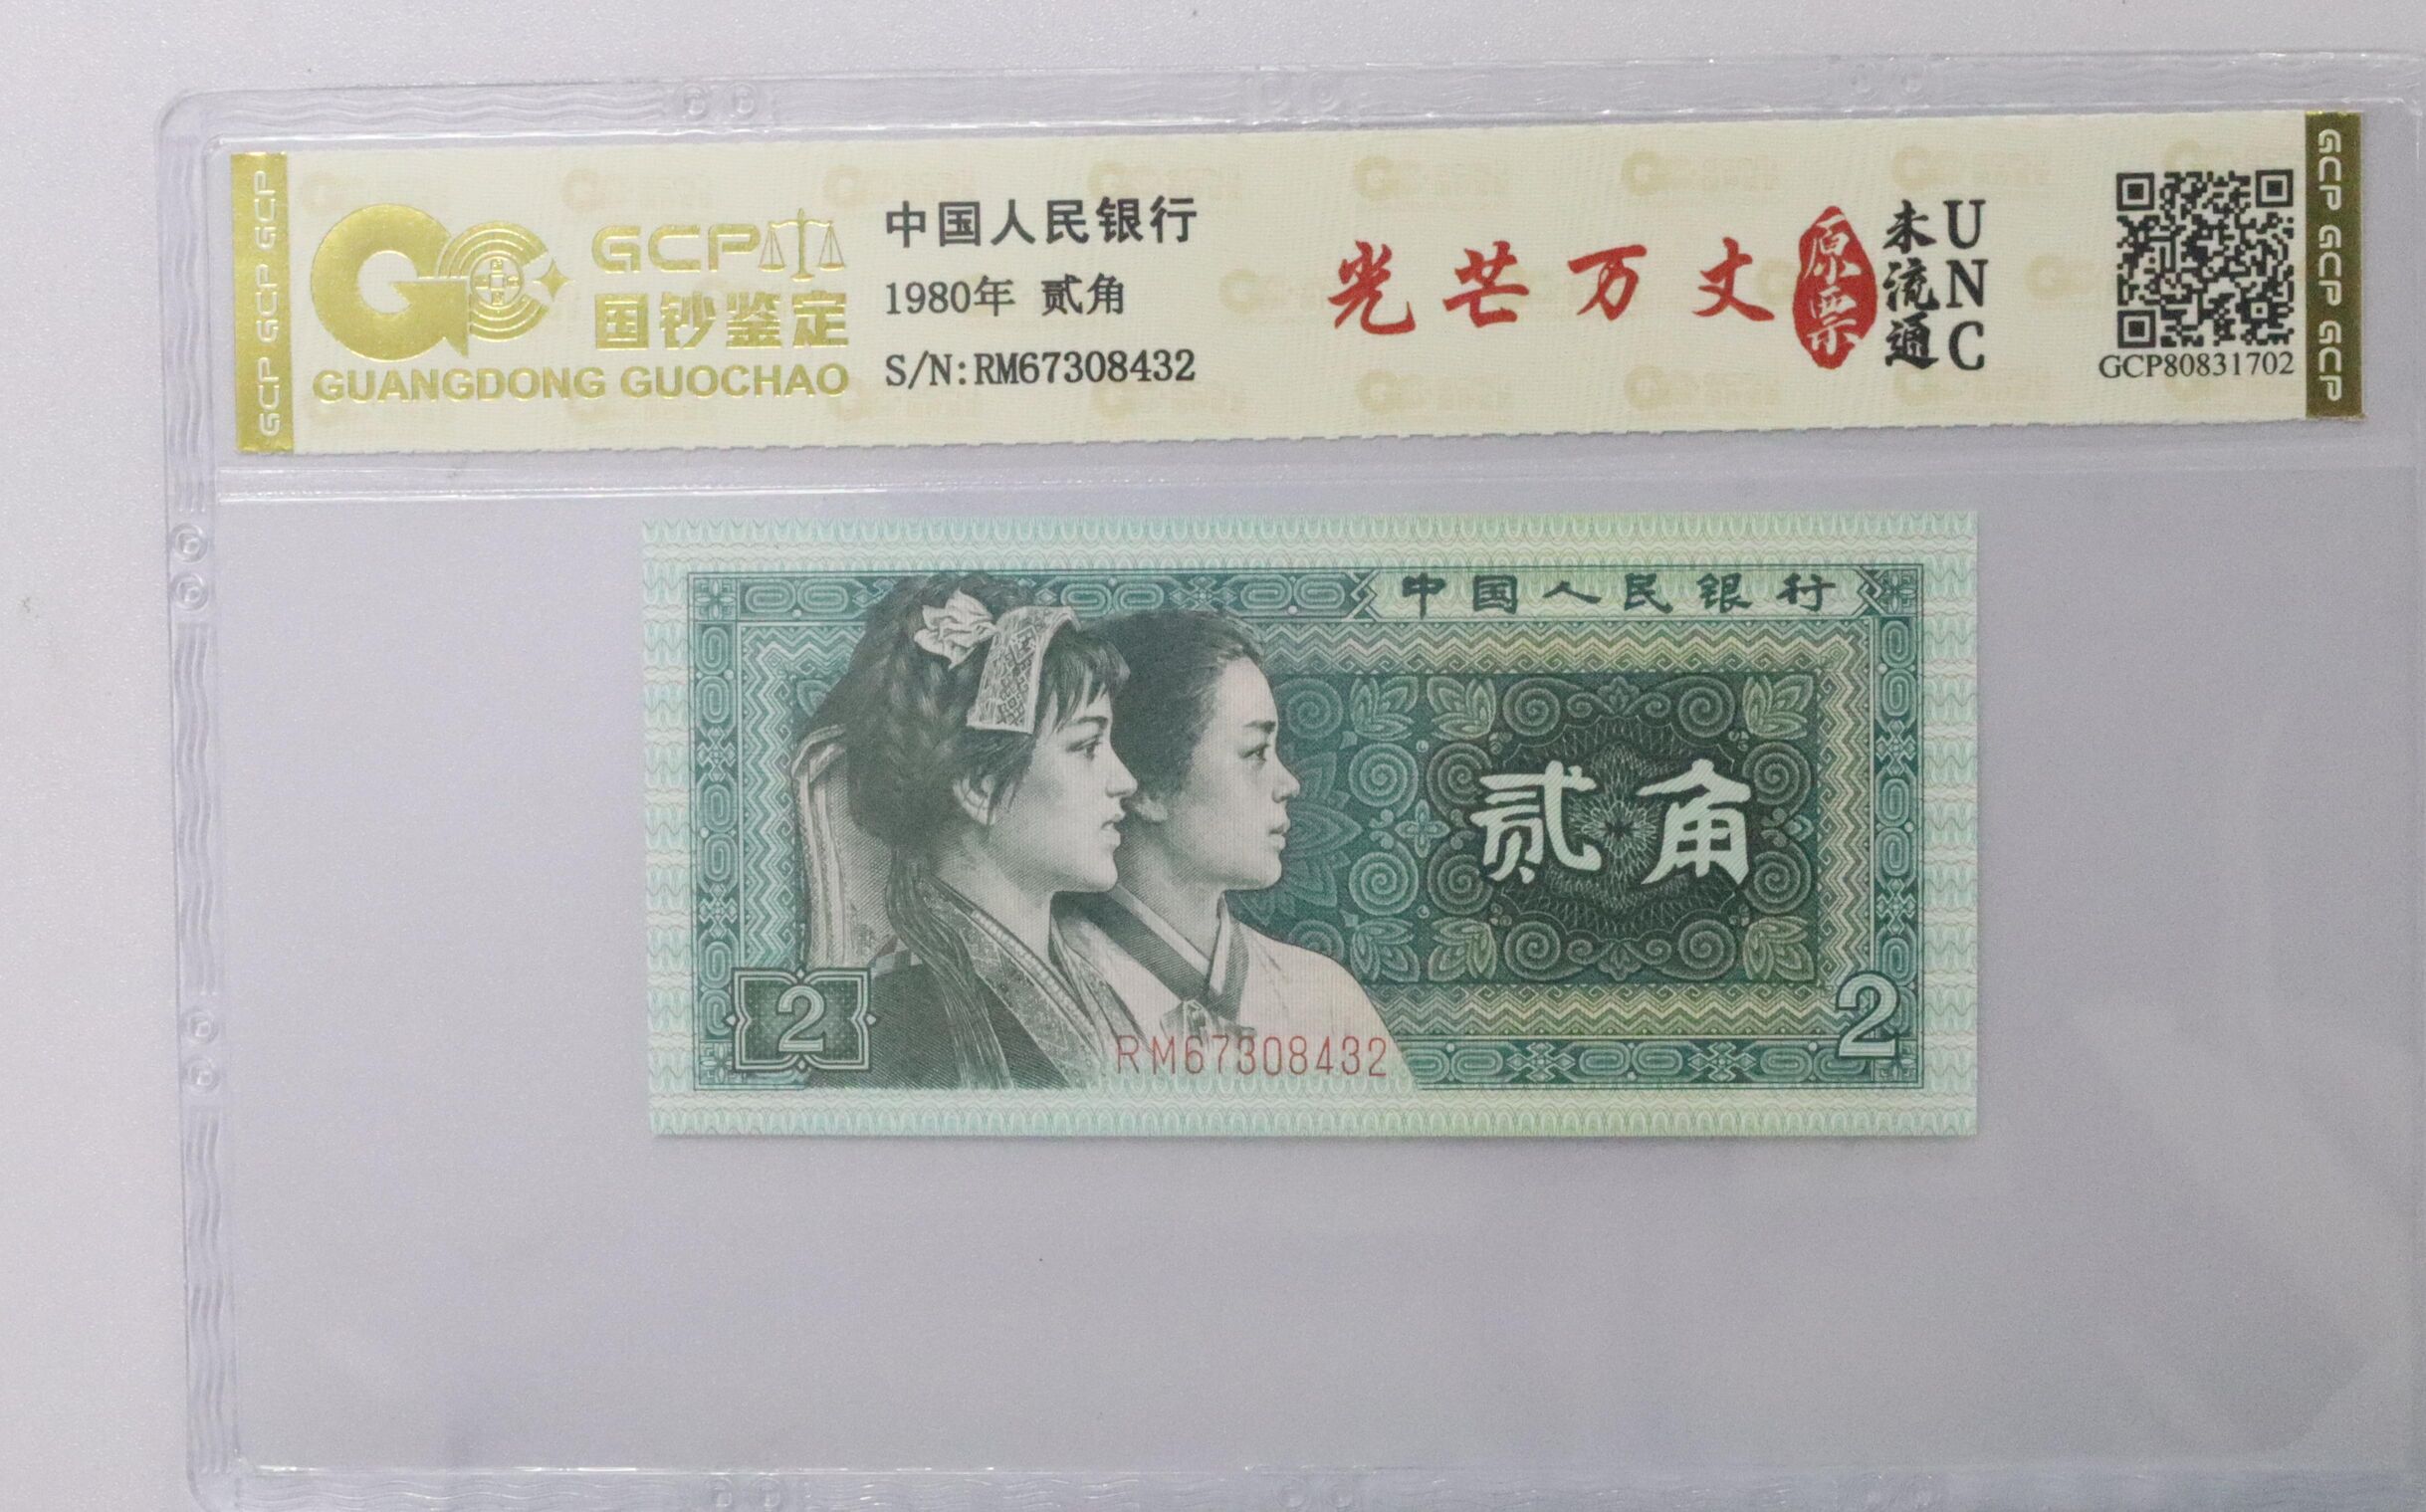 GCP GCP GCP
GCP
国钞鉴定
GUANGDONG GUOCHAO
中国人民银行
1980年 贰角
S/N:RM67308432
光芒万丈
原票
未流通
UNC
GCP80831702
GCP GCP GCP
中国人民银行
贰角
2
RM67308432
2